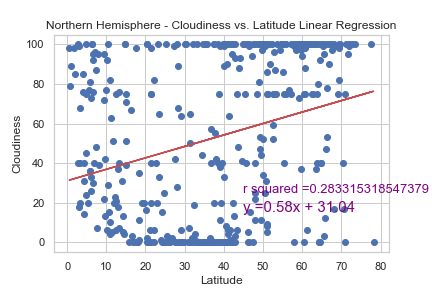 Northern Hemisphere - Cloudiness vs. Latitude Linear Regression
100
80
60
40
20
0
Cloudiness
r squared =0.283315318547379
y =0.58x + 31.04
0 10 20 30 40 50 60 70 80
Latitude